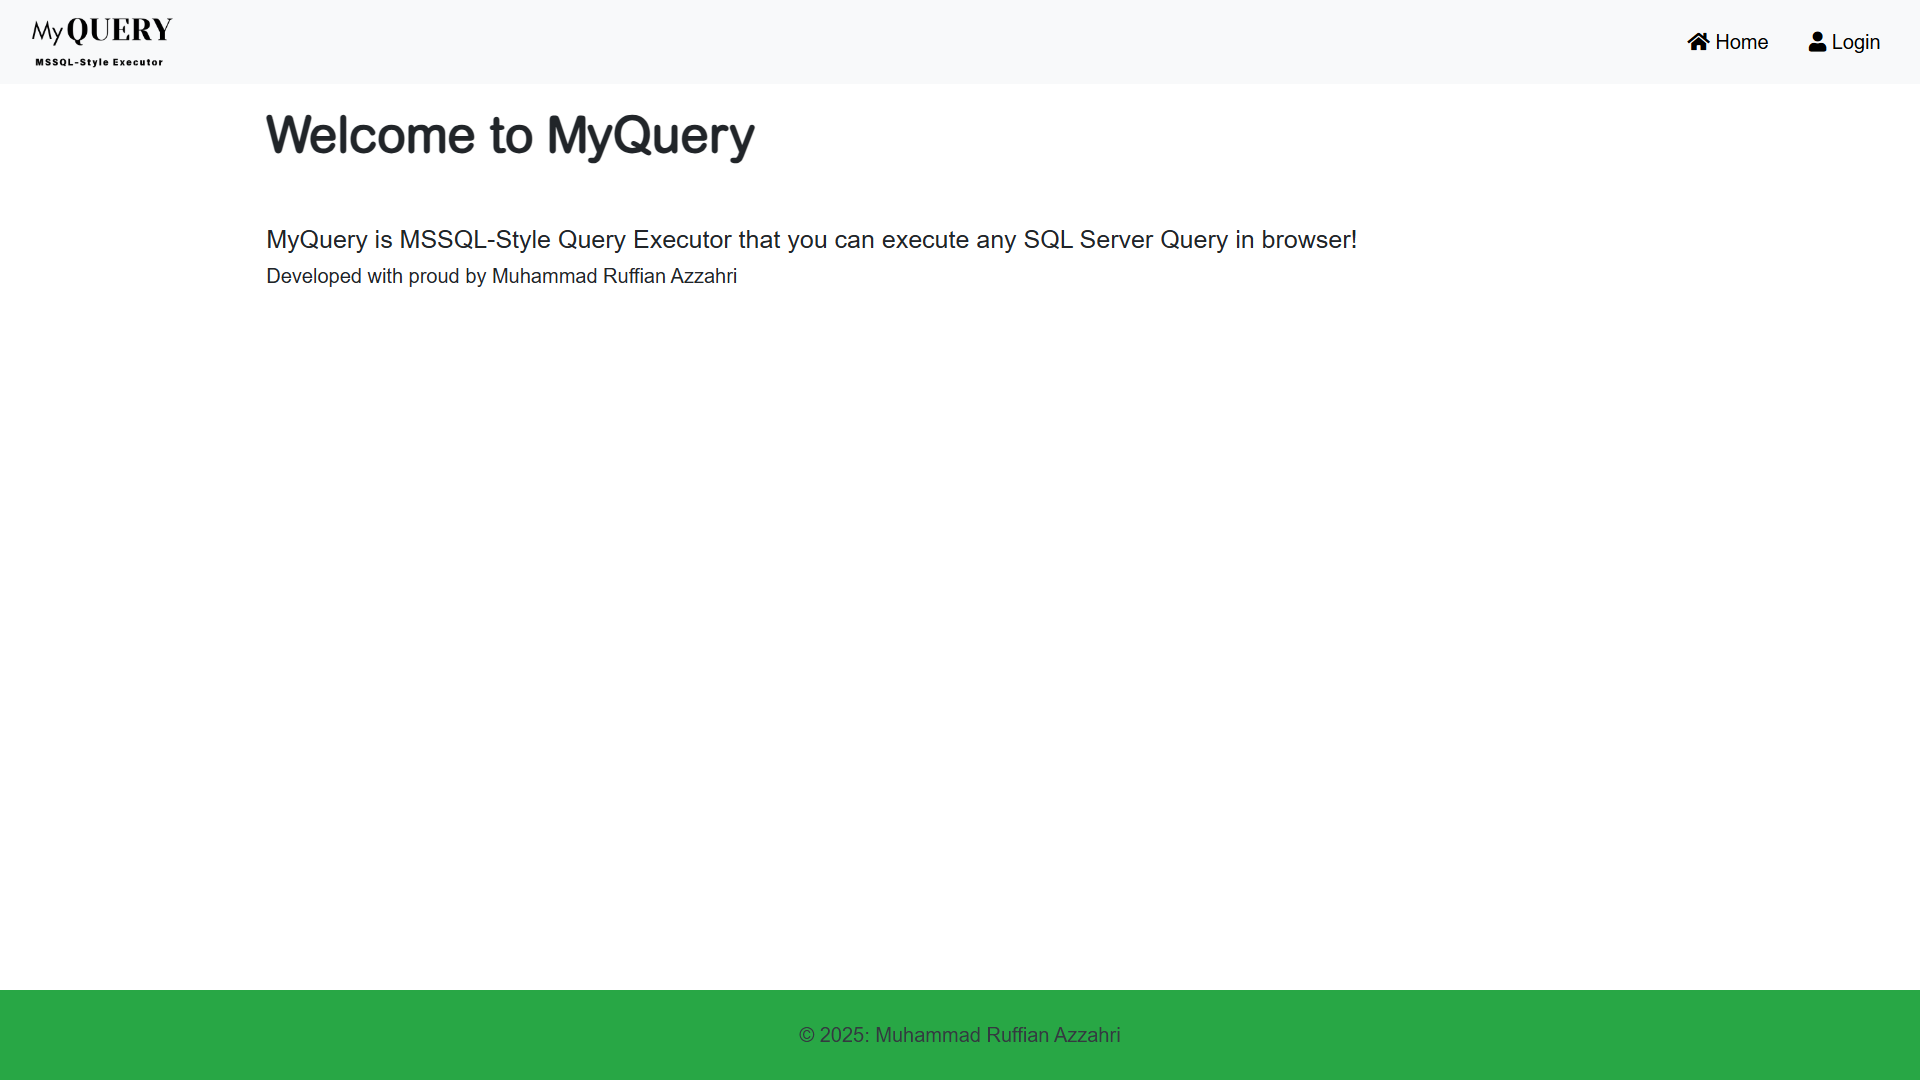 My QUERY
MSSQL-Style Executor
Home
Login
Welcome to MyQuery
MyQuery is MSSQL-Style Query Executor that you can execute any SQL Server Query in browser!
Developed with proud by Muhammad Ruffian Azzahri
© 2025: Muhammad Ruffian Azzahri